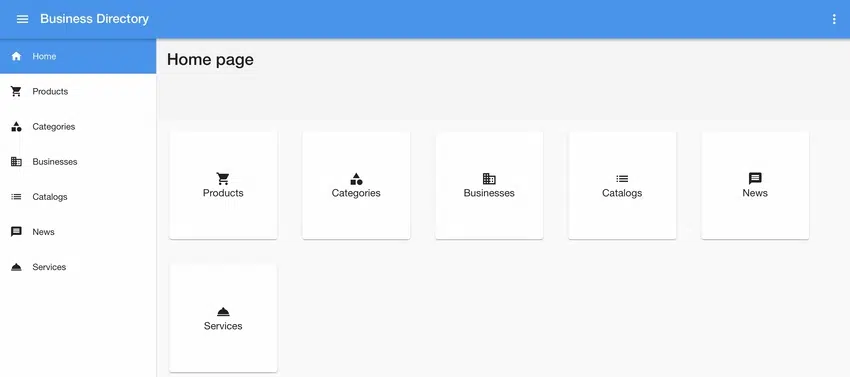 Business Directory
Home
Products
Categories
Businesses
Catalogs
News
Services
Home page
Products
Categories
Businesses
Catalogs
News
Services